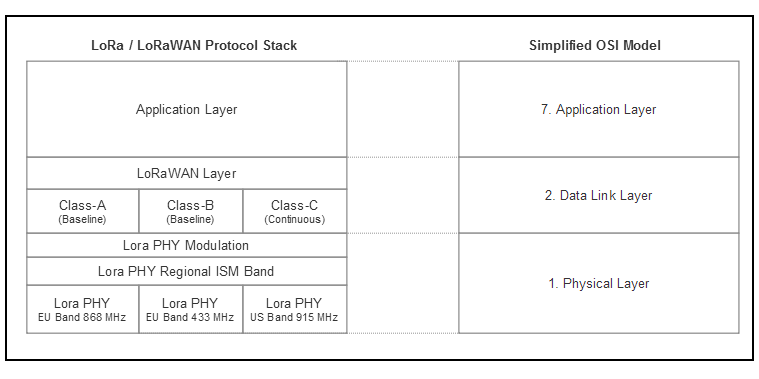 LoRa / LoRaWAN Protocol Stack
Simplified OSI Model
Application Layer
7. Application Layer
LoRaWAN Layer
2. Data Link Layer
Class-A
(Baseline)
Class-B
(Baseline)
Class-C
(Continuous)
Lora PHY Modulation
Lora PHY Regional ISM Band
1. Physical Layer
Lora PHY
EU Band 868 MHz
Lora PHY
EU Band 433 MHz
Lora PHY
US Band 915 MHz